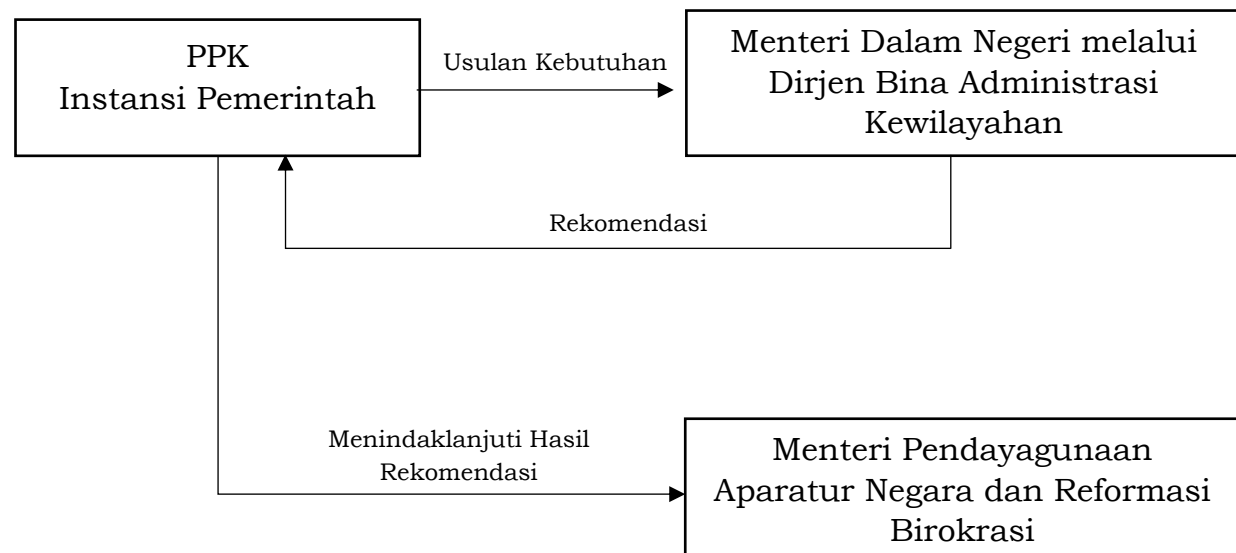 PPK
Instansi Pemerintah
Usulan Kebutuhan
Menteri Dalam Negeri melalui
Dirjen Bina Administrasi
Kewilayahan
Rekomendasi
Menindaklanjuti Hasil
Rekomendasi
Menteri Pendayagunaan
Aparatur Negara dan Reformasi
Birokrasi